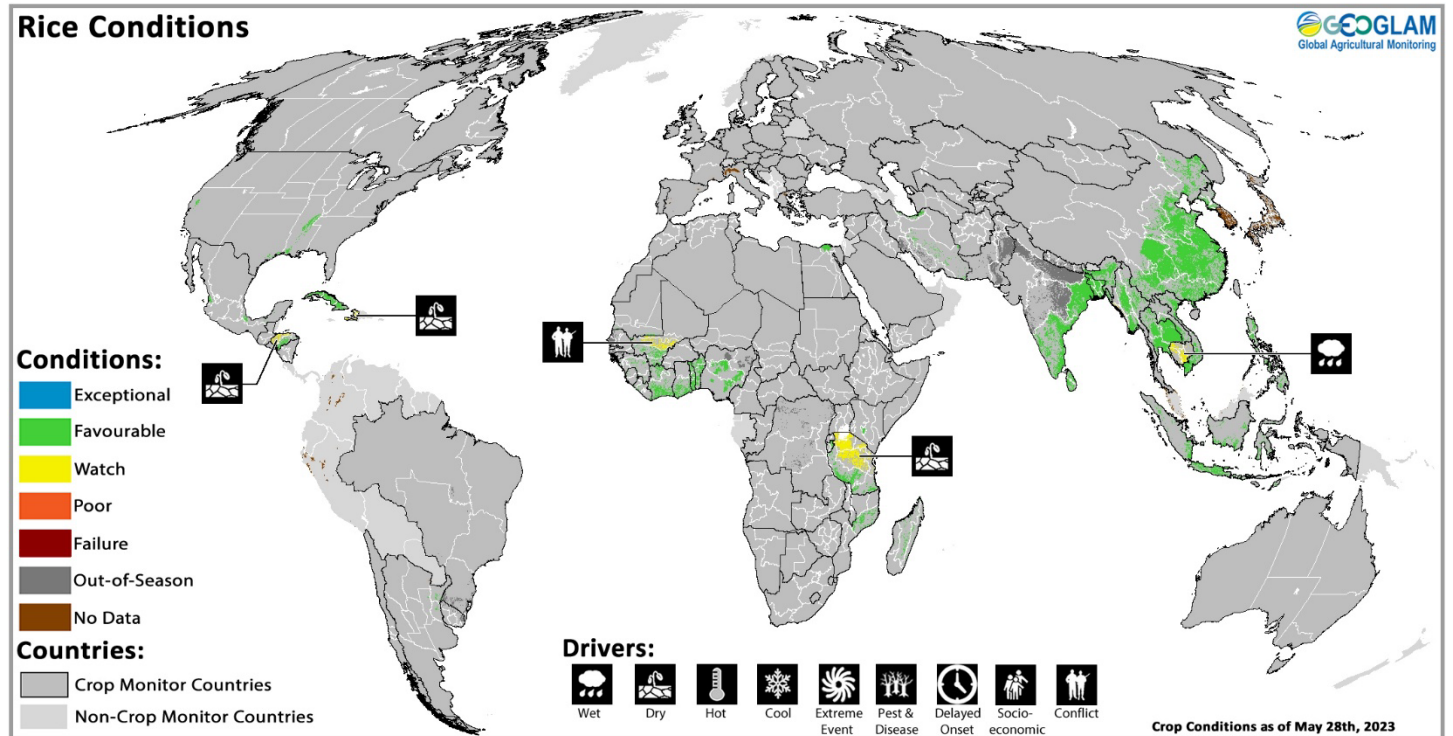 Rice Conditions
GEOGLAM
Global Agricultural Monitoring
Conditions:
Exceptional
Favourable
Watch
Poor
Failure
Out-of-Season
No Data
Countries:
Crop Monitor Countries
Non-Crop Monitor Countries
Drivers:
Wet
Dry
Hot
Cool
Extreme
Event
Pest &
Disease
Delayed
Onset
Socio-
economic
Conflict
Crop Conditions as of May 28th, 2023